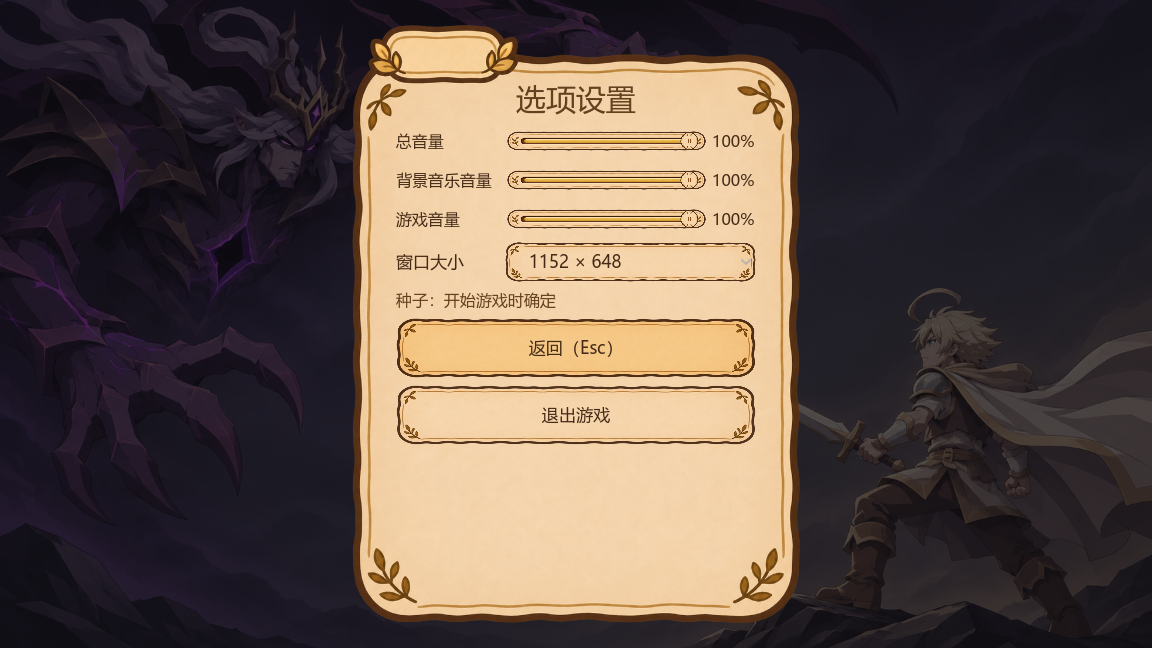 选项设置
总音量 100%
背景音乐音量 100%
游戏音量 100%
窗口大小 1152 × 648
种子：开始游戏时确定
返回（Esc）
退出游戏